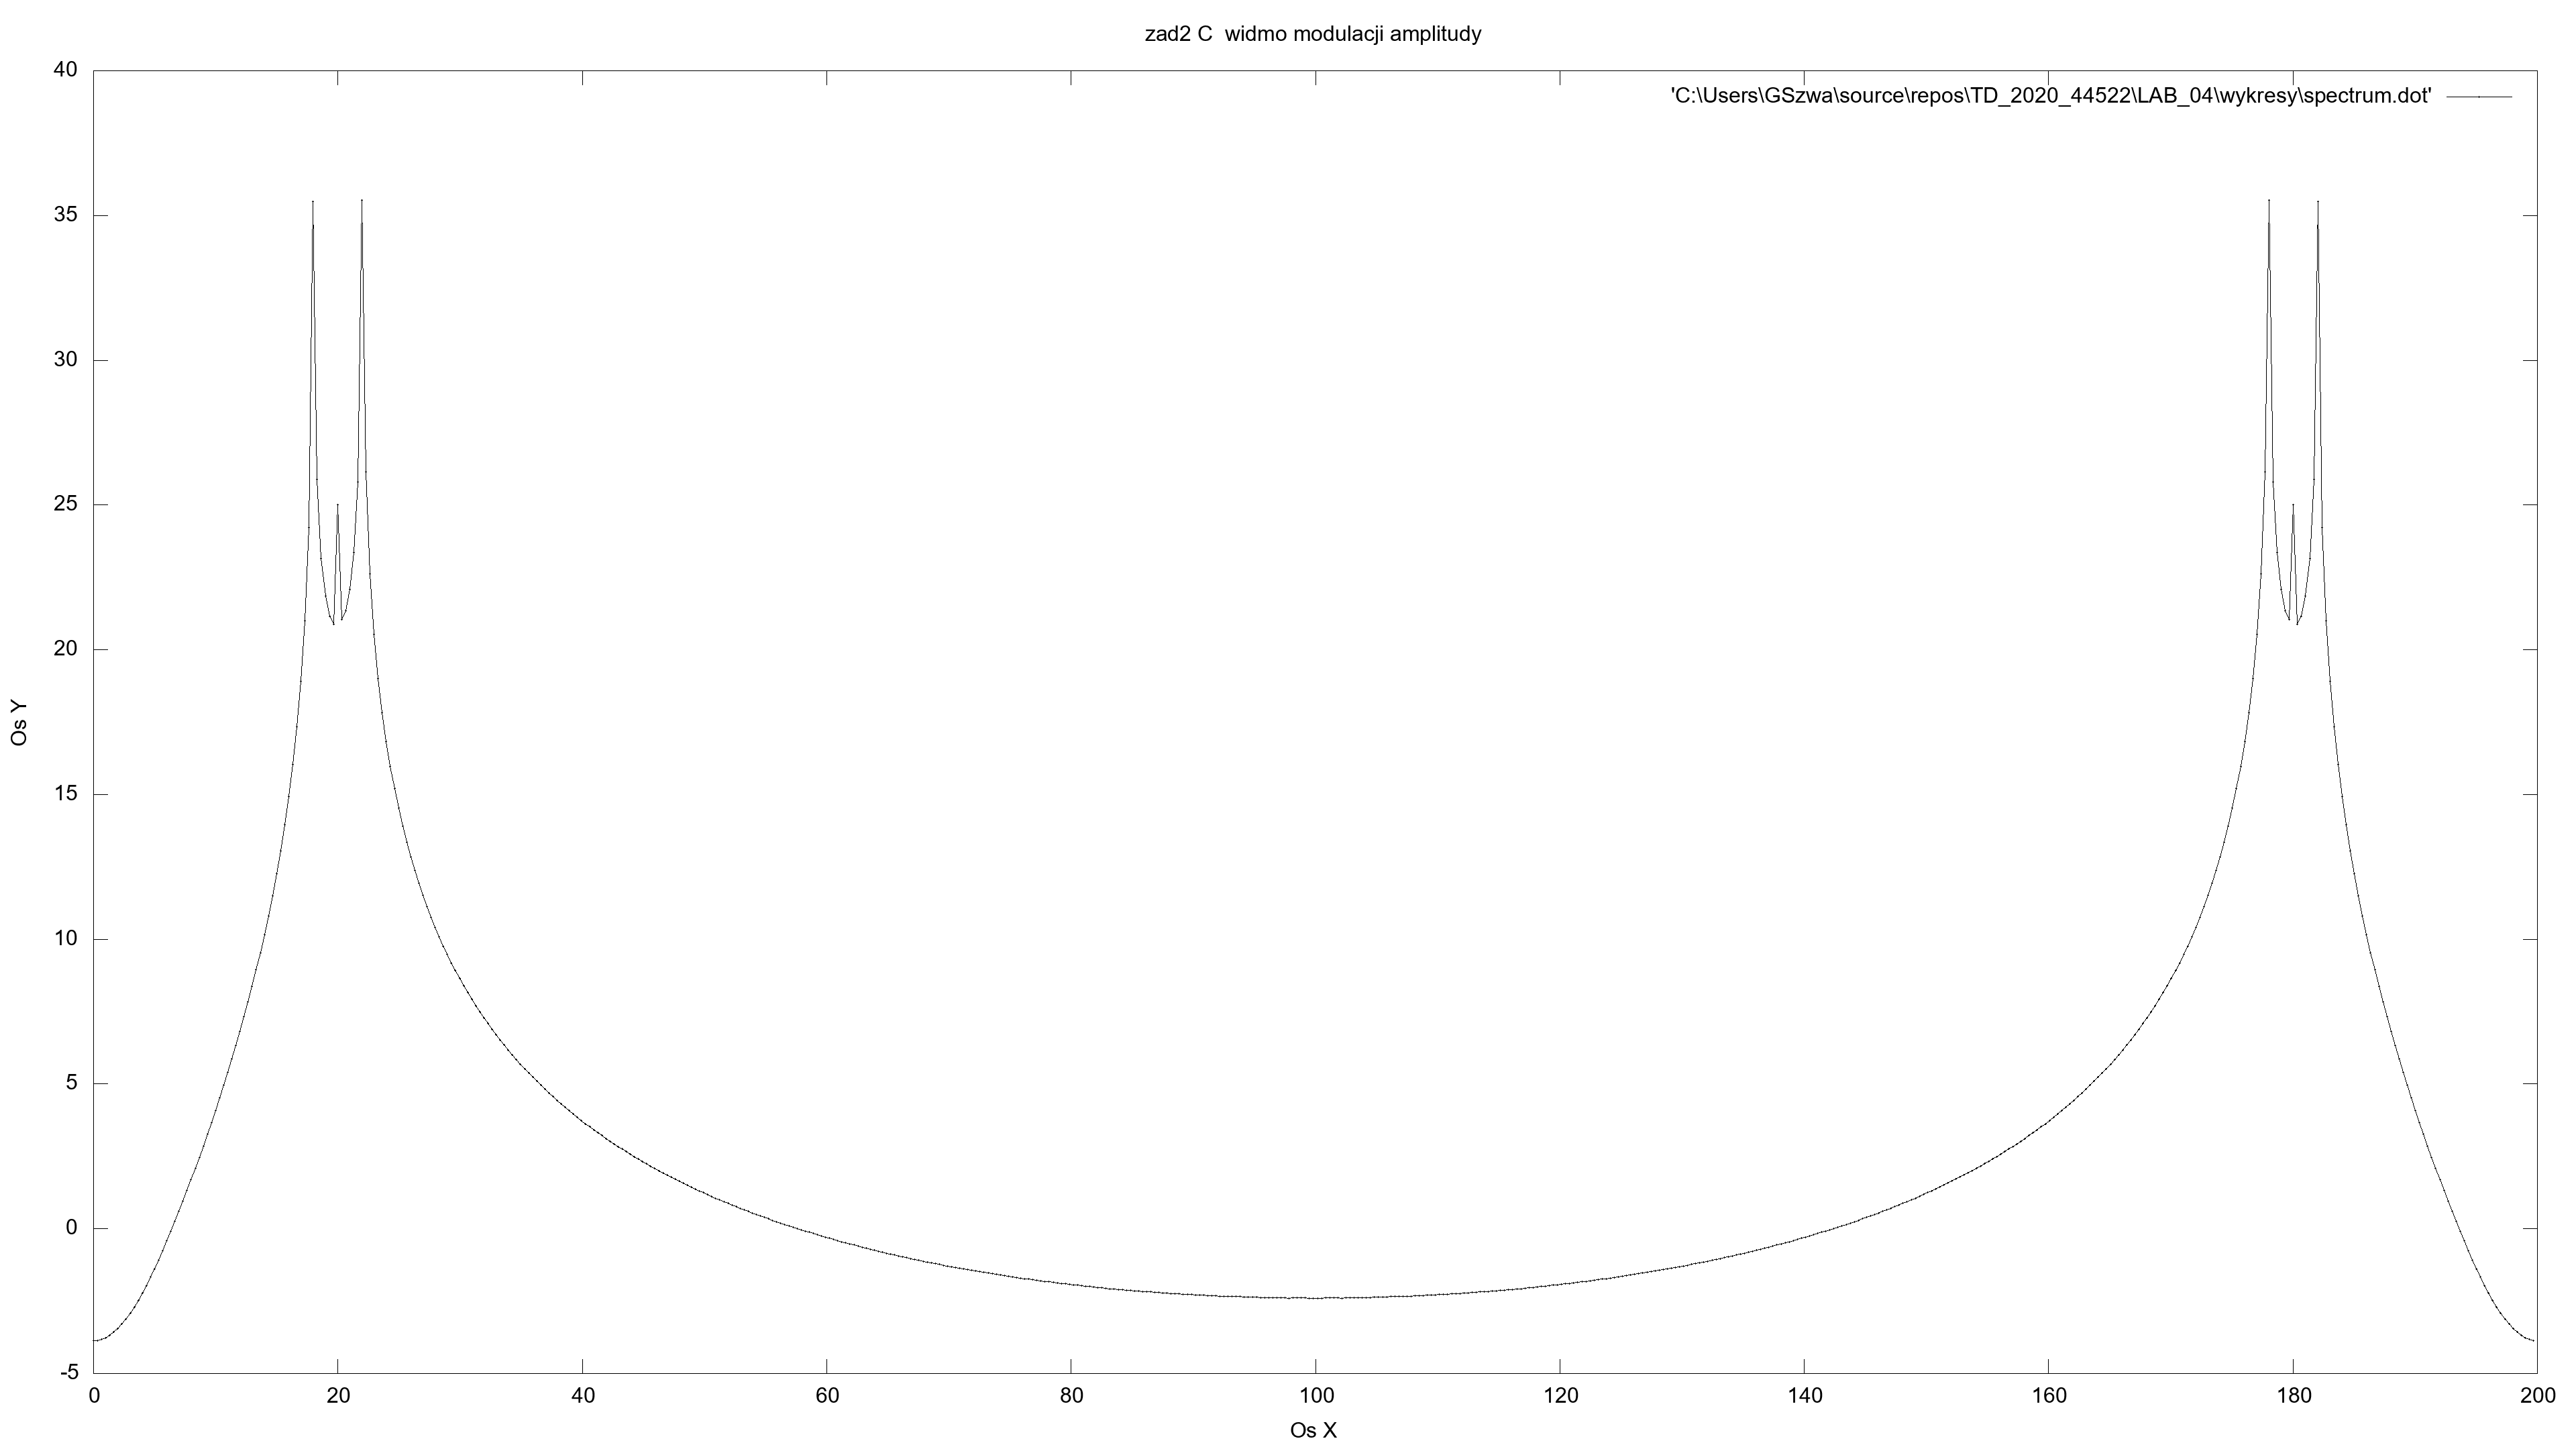 zad2 C  widmo modulacji amplitudy
'C:\Users\GSzwa\source\repos\TD_2020_44522\LAB_04\wykresy\spectrum.dot'
40
35
30
25
20
15
10
5
0
-5
Os Y
0 20 40 60 80 100 120 140 160 180 200
Os X